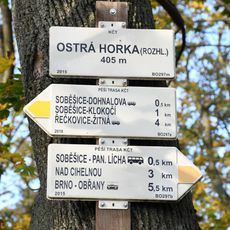 KČT
OSTRÁ HORKA (ROZHL.)
405 m
2015 BO297m
PĚŠÍ TRASA KČT
SOBĚŠICE-DOHNALOVA 0,5 km
SOBĚŠICE-KLOKOČÍ 1 km
ŘEČKOVICE-ŽITNÁ 4 km
2015 BO297a
PĚŠÍ TRASA KČT
SOBĚŠICE - PAN. LÍCHA 0,5 km
NAD CIHELNOU 3 km
BRNO - OBŘANY 5,5 km
2015 BO297b